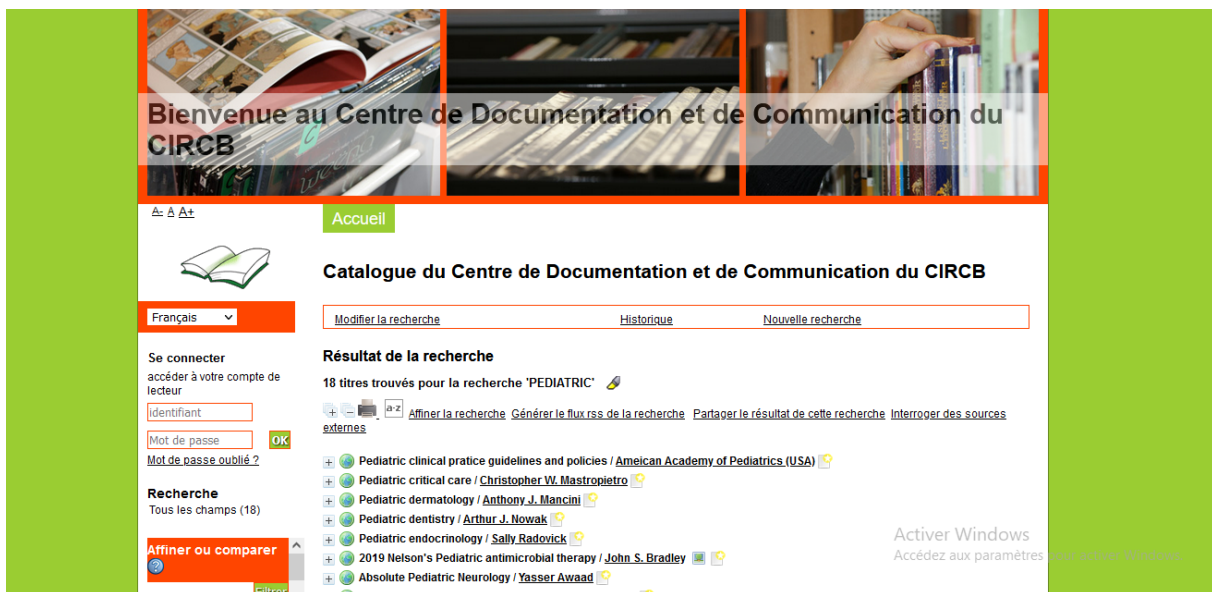 Bienvenue au Centre de Documentation et de Communication du
CIRCB
A- A A+
Accueil
Catalogue du Centre de Documentation et de Communication du CIRCB
Français
Modifier la recherche Historique Nouvelle recherche
Se connecter
accéder à votre compte de
lecteur
identifiant
Mot de passe OK
Mot de passe oublié ?
Recherche
Tous les champs (18)
Affiner ou comparer
Filtrer
Résultat de la recherche
18 titres trouvés pour la recherche 'PEDIATRIC'
a-z Affiner la recherche Générer le flux rss de la recherche Partager le résultat de cette recherche Interroger des sources
externes
Pediatric clinical pratice guidelines and policies / Ameican Academy of Pediatrics (USA)
Pediatric critical care / Christopher W. Mastropietro
Pediatric dermatology / Anthony J. Mancini
Pediatric dentistry / Arthur J. Nowak
Pediatric endocrinology / Sally Radovick
2019 Nelson's Pediatric antimicrobial therapy / John S. Bradley
Absolute Pediatric Neurology / Yasser Awaad
Activer Windows
Accédez aux paramètres